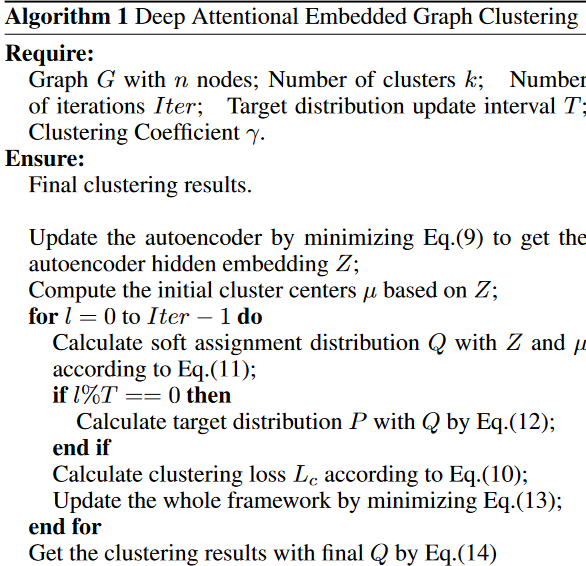 Algorithm 1 Deep Attentional Embedded Graph Clustering
Require:
Graph G with n nodes; Number of clusters k; Number
of iterations Iter; Target distribution update interval T;
Clustering Coefficient γ.
Ensure:
Final clustering results.
Update the autoencoder by minimizing Eq.(9) to get the
autoencoder hidden embedding Z;
Compute the initial cluster centers μ based on Z;
for l = 0 to Iter − 1 do
Calculate soft assignment distribution Q with Z and μ
according to Eq.(11);
if l%T == 0 then
Calculate target distribution P with Q by Eq.(12);
end if
Calculate clustering loss L_c according to Eq.(10);
Update the whole framework by minimizing Eq.(13);
end for
Get the clustering results with final Q by Eq.(14)